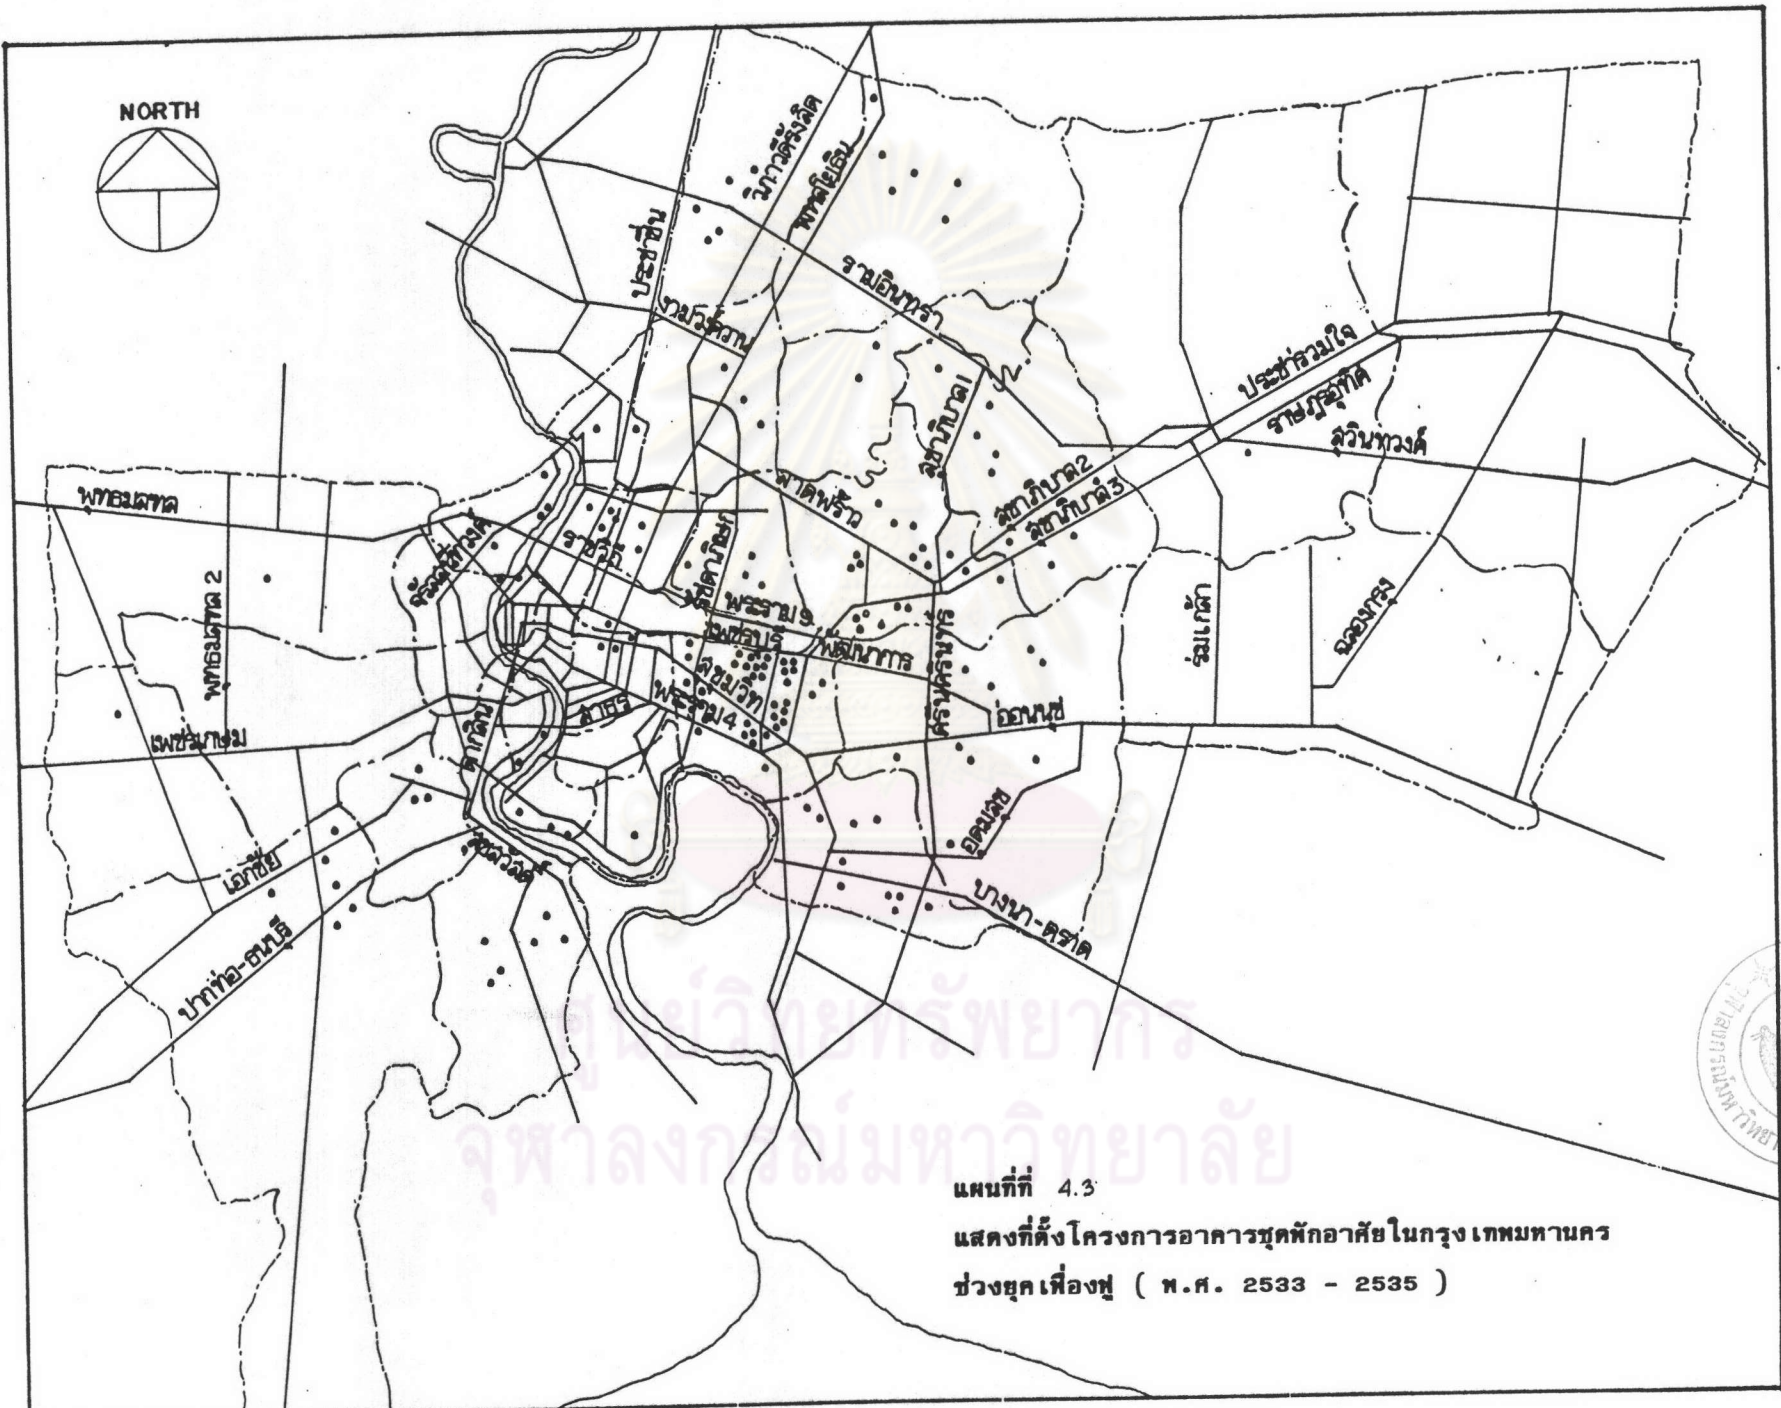 NORTH
วิภาวดีรังสิต
พหลโยธิน
ประชาชื่น
รามอินทรา
งามวงศ์วาน
ประชาร่วมใจ
ราษฎร์อุทิศ
สุขาภิบาล 1
สุวินทวงศ์
ลาดพร้าว
สุขาภิบาล 2
สุขาภิบาล 3
พุทธมลฑล
จรัลสนิทวงศ์
ราชวิถี
รัชดาภิเษก
พุทธมลฑล 2
พระราม 9
เพชรบุรี
พัฒนาการ
ศรีนครินทร์
ร่มเกล้า
ฉลองกรุง
สุขุมวิท
พระราม 4
สาธร
ตากสิน
อ่อนนุช
เพชรเกษม
อุดมสุข
เอกชัย
สุขสวัสดิ์
บางนา-ตราด
ปากท่อ-ธนบุรี
ศูนย์วิทยทรัพยากร
จุฬาลงกรณ์มหาวิทยาลัย
แผนที่ที่ 4.3
แสดงที่ตั้งโครงการอาคารชุดพักอาศัยในกรุงเทพมหานคร
ช่วงยุคเฟื่องฟู ( พ.ศ. 2533 - 2535 )